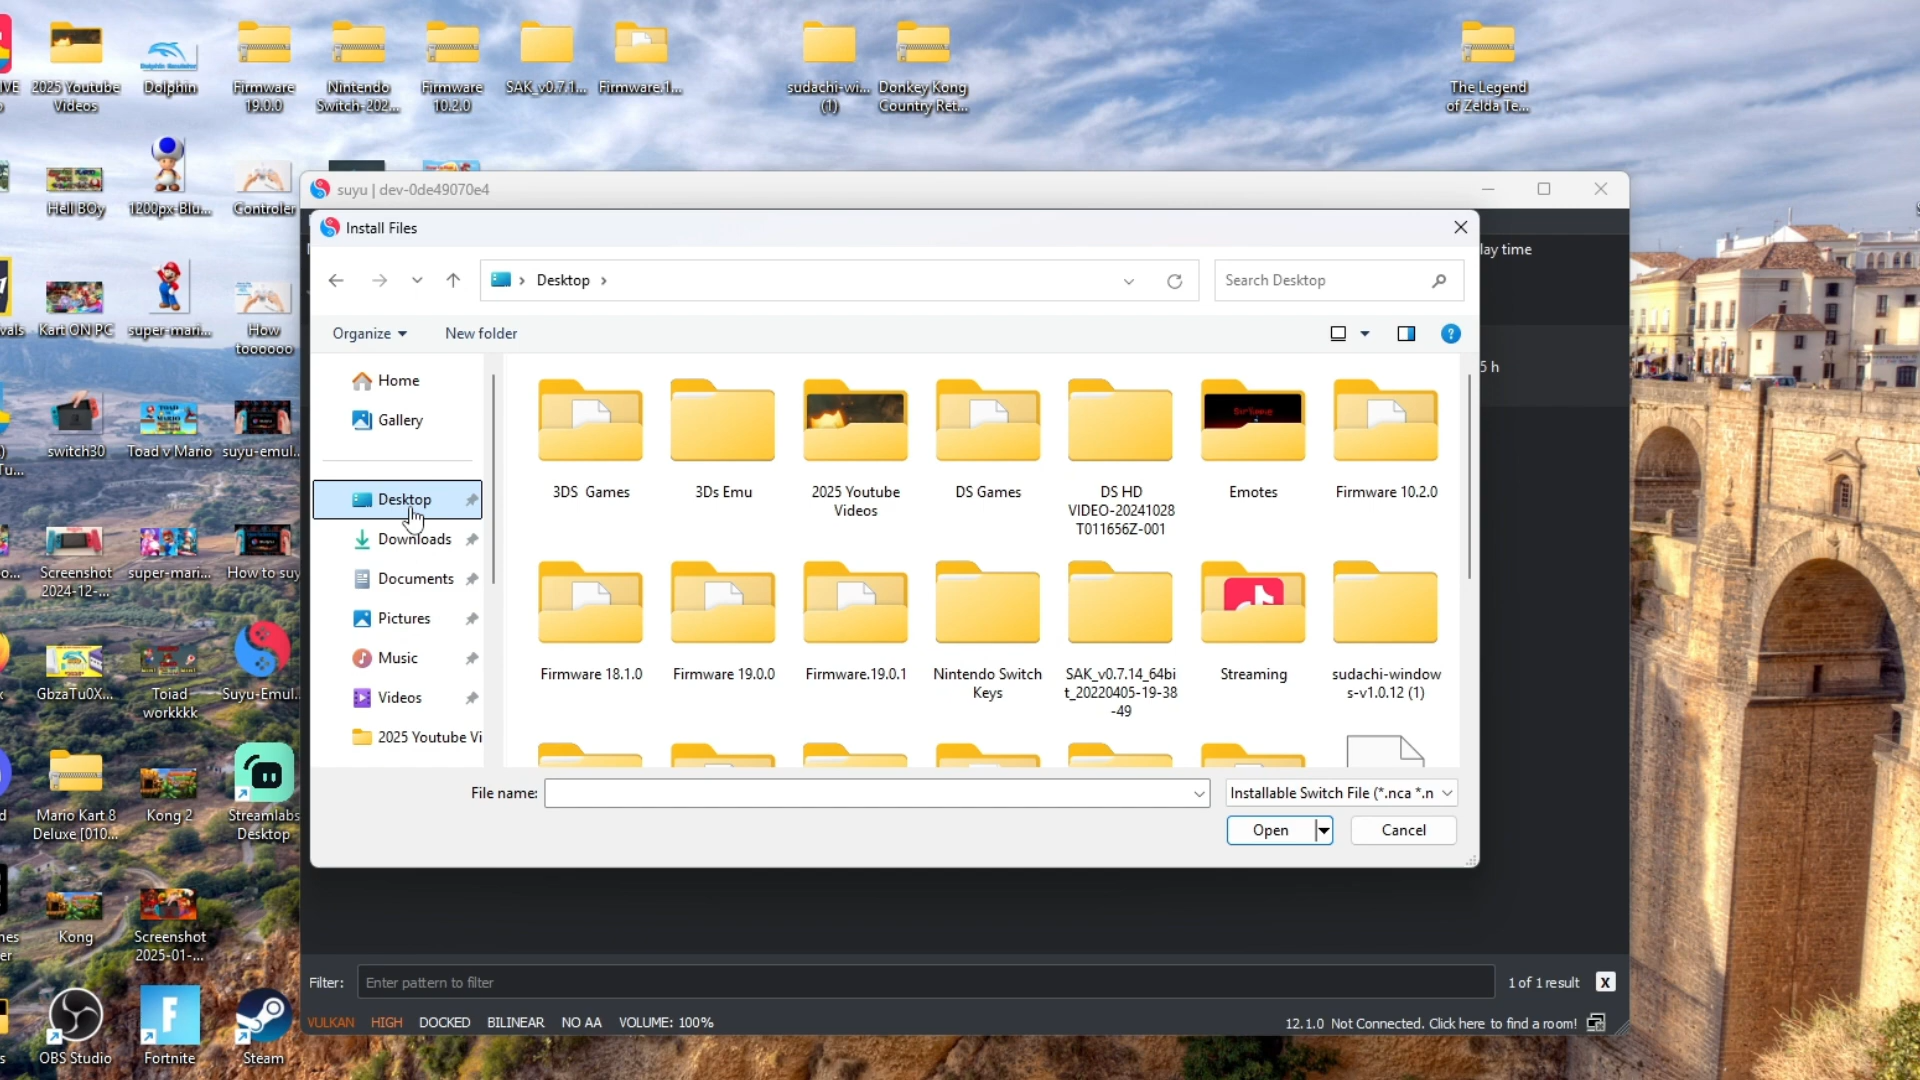 2025 Youtube
Videos
Dolphin
Firmware
19.0.0
Nintendo
Switch-202...
Firmware
10.2.0
SAK_v0.7.1...
Firmware.1...
sudachi-wi...
(1)
Donkey Kong
Country Ret...
The Legend
of Zelda Te...
Hell BOy
1200px-Blu...
Controler
Kart ON PC
super-mari...
How
toooooo
switch30
Toad v Mario
suyu-emul...
Screenshot
2024-12-...
super-mari...
How to suy
GbzaTu0X...
Toiad
workkkk
Suyu-Emul...
Mario Kart 8
Deluxe [010...
Kong 2
Streamlabs
Desktop
Kong
Screenshot
2025-01-...
OBS Studio
Fortnite
Steam
suyu | dev-0de49070e4
Install Files
Desktop
Search Desktop
Organize
New folder
Home
Gallery
Desktop
Downloads
Documents
Pictures
Music
Videos
2025 Youtube Vi
3DS Games
3Ds Emu
2025 Youtube
Videos
DS Games
DS HD
VIDEO-20241028
T011656Z-001
Emotes
Firmware 10.2.0
Firmware 18.1.0
Firmware 19.0.0
Firmware.19.0.1
Nintendo Switch
Keys
SAK_v0.7.14_64bi
t_20220405-19-38
-49
Streaming
sudachi-window
s-v1.0.12 (1)
File name:
Installable Switch File (*.nca *.n
Open
Cancel
lay time
5 h
Filter:
Enter pattern to filter
1 of 1 result
X
VULKAN
HIGH
DOCKED
BILINEAR
NO AA
VOLUME: 100%
12.1.0 Not Connected. Click here to find a room!